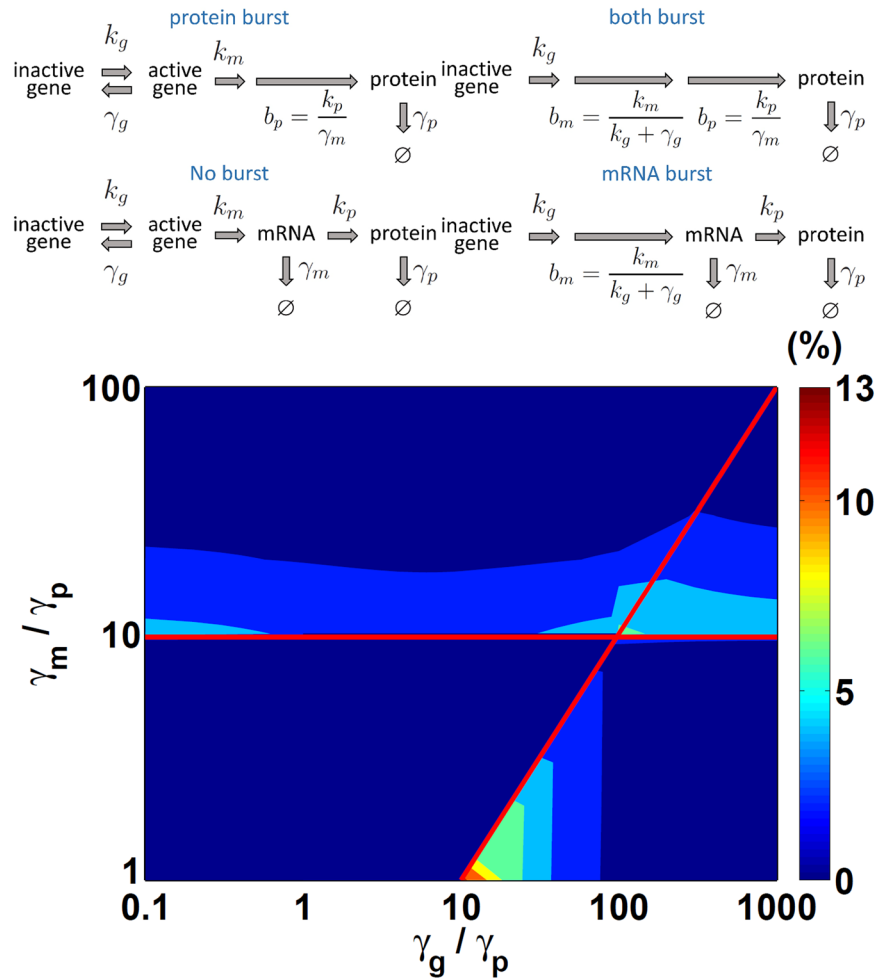 protein burst
both burst
k_g
k_m
k_g
inactive gene
active gene
protein
inactive gene
protein
γ_g
b_p = k_p / γ_m
γ_p
b_m = k_m / (k_g + γ_g)
b_p = k_p / γ_m
γ_p
∅
∅
No burst
mRNA burst
k_g
k_m
k_p
k_g
k_p
inactive gene
active gene
mRNA
protein
inactive gene
mRNA
protein
γ_g
γ_m
γ_p
b_m = k_m / (k_g + γ_g)
γ_m
γ_p
∅
∅
∅
∅
(%)
100
13
10
γ_m / γ_p
10
5
1
0
0.1
1
10
100
1000
γ_g / γ_p